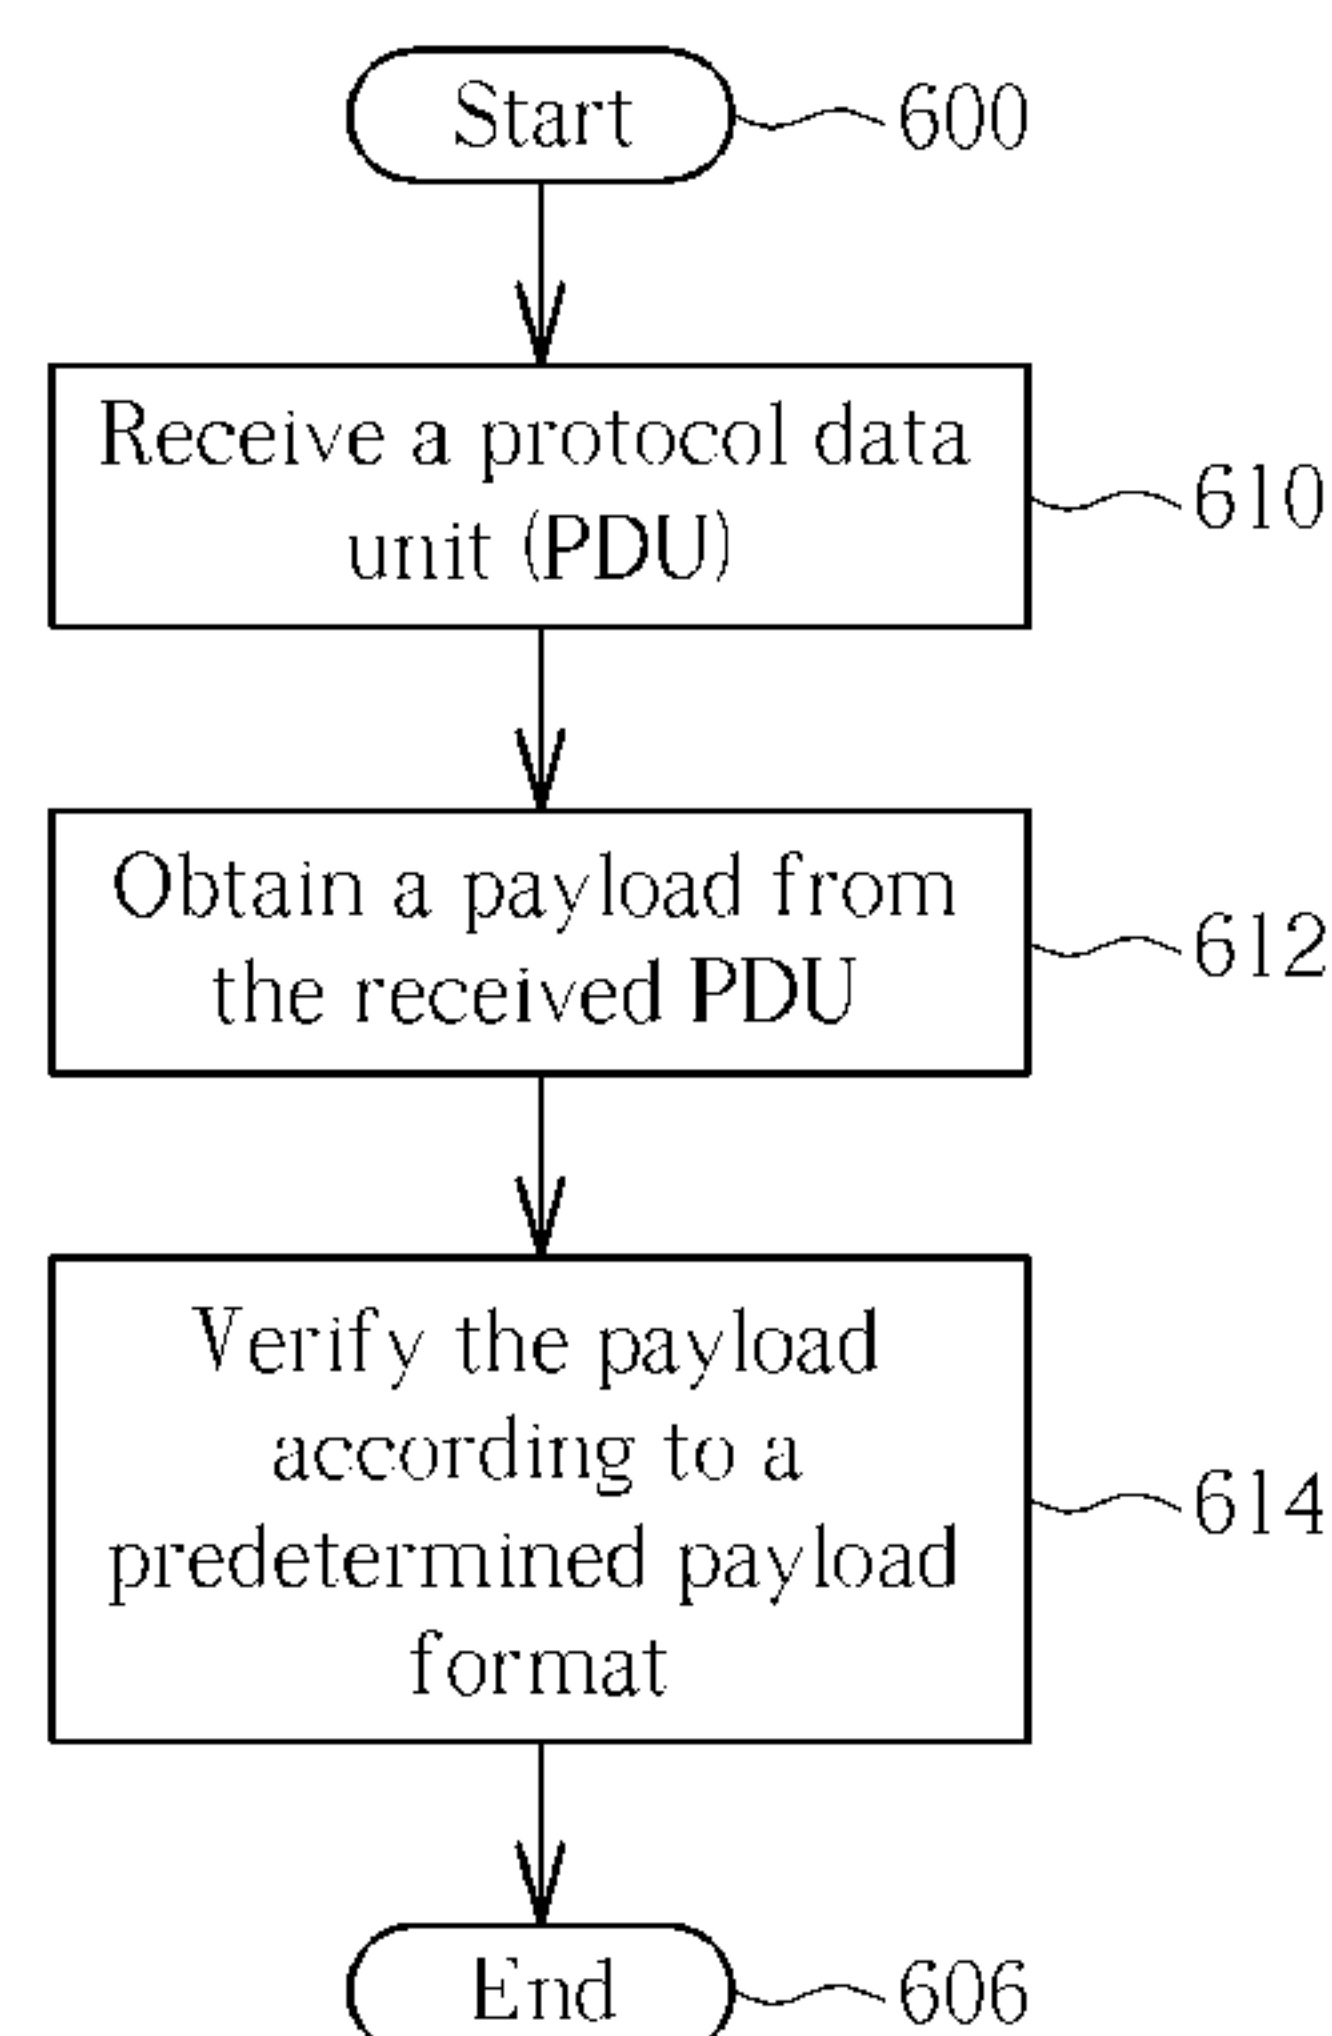 Start
600
Receive a protocol data
unit (PDU)
610
Obtain a payload from
the received PDU
612
Verify the payload
according to a
predetermined payload
format
614
End
606